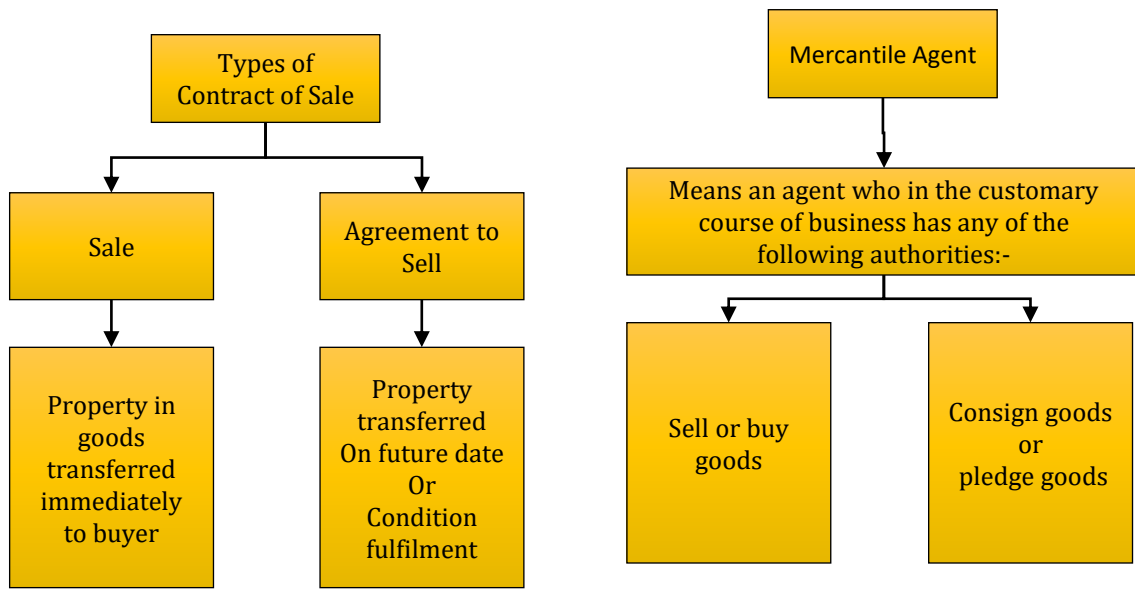 Types of
Contract of Sale
Sale
Agreement to
Sell
Property in
goods
transferred
immediately
to buyer
Property
transferred
On future date
Or
Condition
fulfilment
Mercantile Agent
Means an agent who in the customary
course of business has any of the
following authorities:-
Sell or buy
goods
Consign goods
or
pledge goods